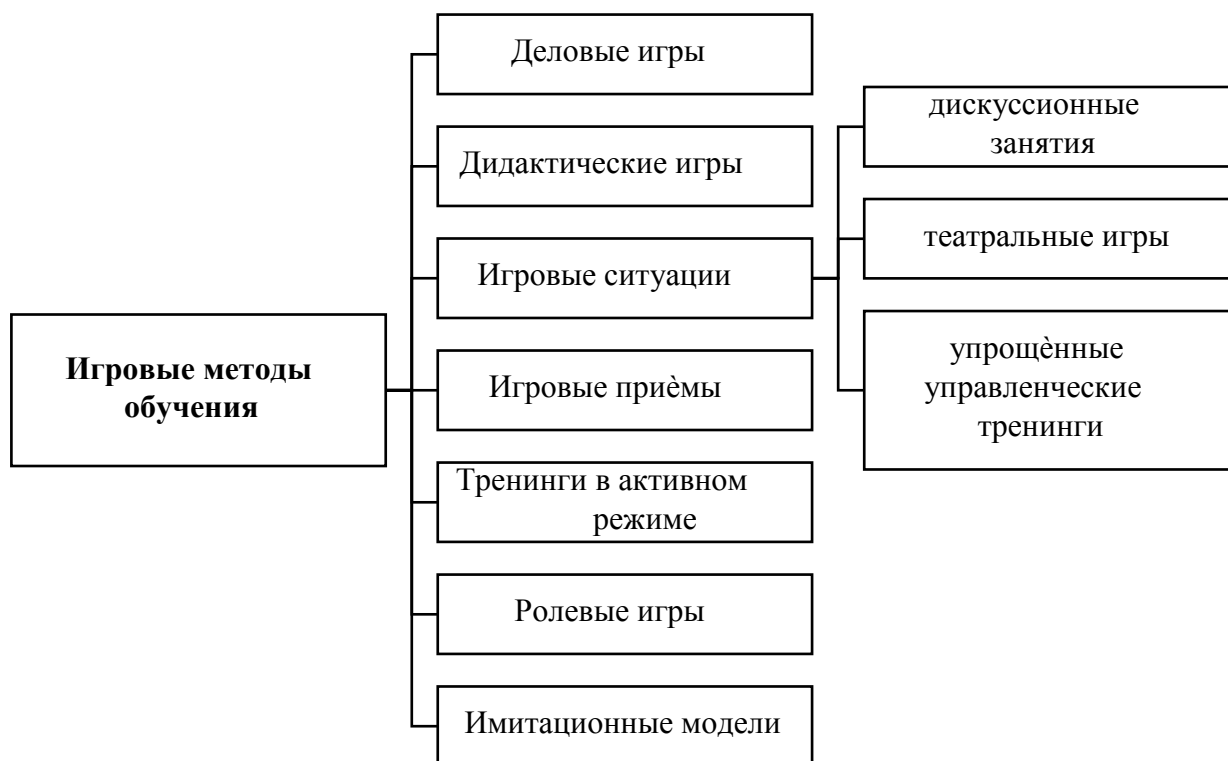 Игровые методы
обучения
Деловые игры
Дидактические игры
Игровые ситуации
Игровые приѐмы
Тренинги в активном
режиме
Ролевые игры
Имитационные модели
дискуссионные
занятия
театральные игры
упрощѐнные
управленческие
тренинги